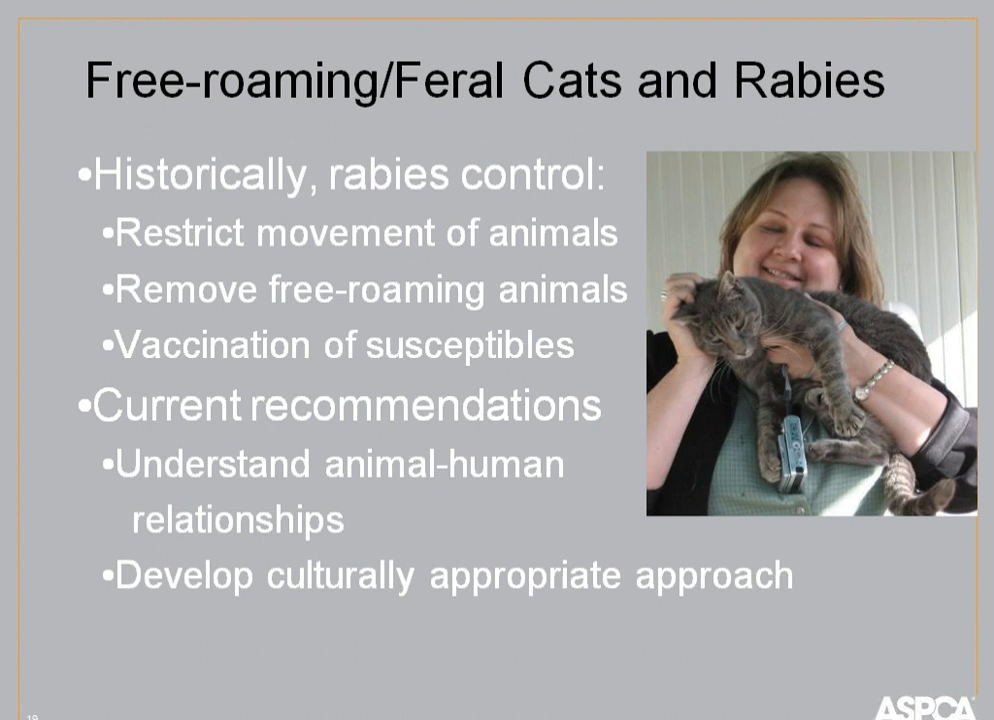 Free-roaming/Feral Cats and Rabies
•Historically, rabies control:
•Restrict movement of animals
•Remove free-roaming animals
•Vaccination of susceptibles
•Current recommendations
•Understand animal-human
relationships
•Develop culturally appropriate approach
19
ASPCA